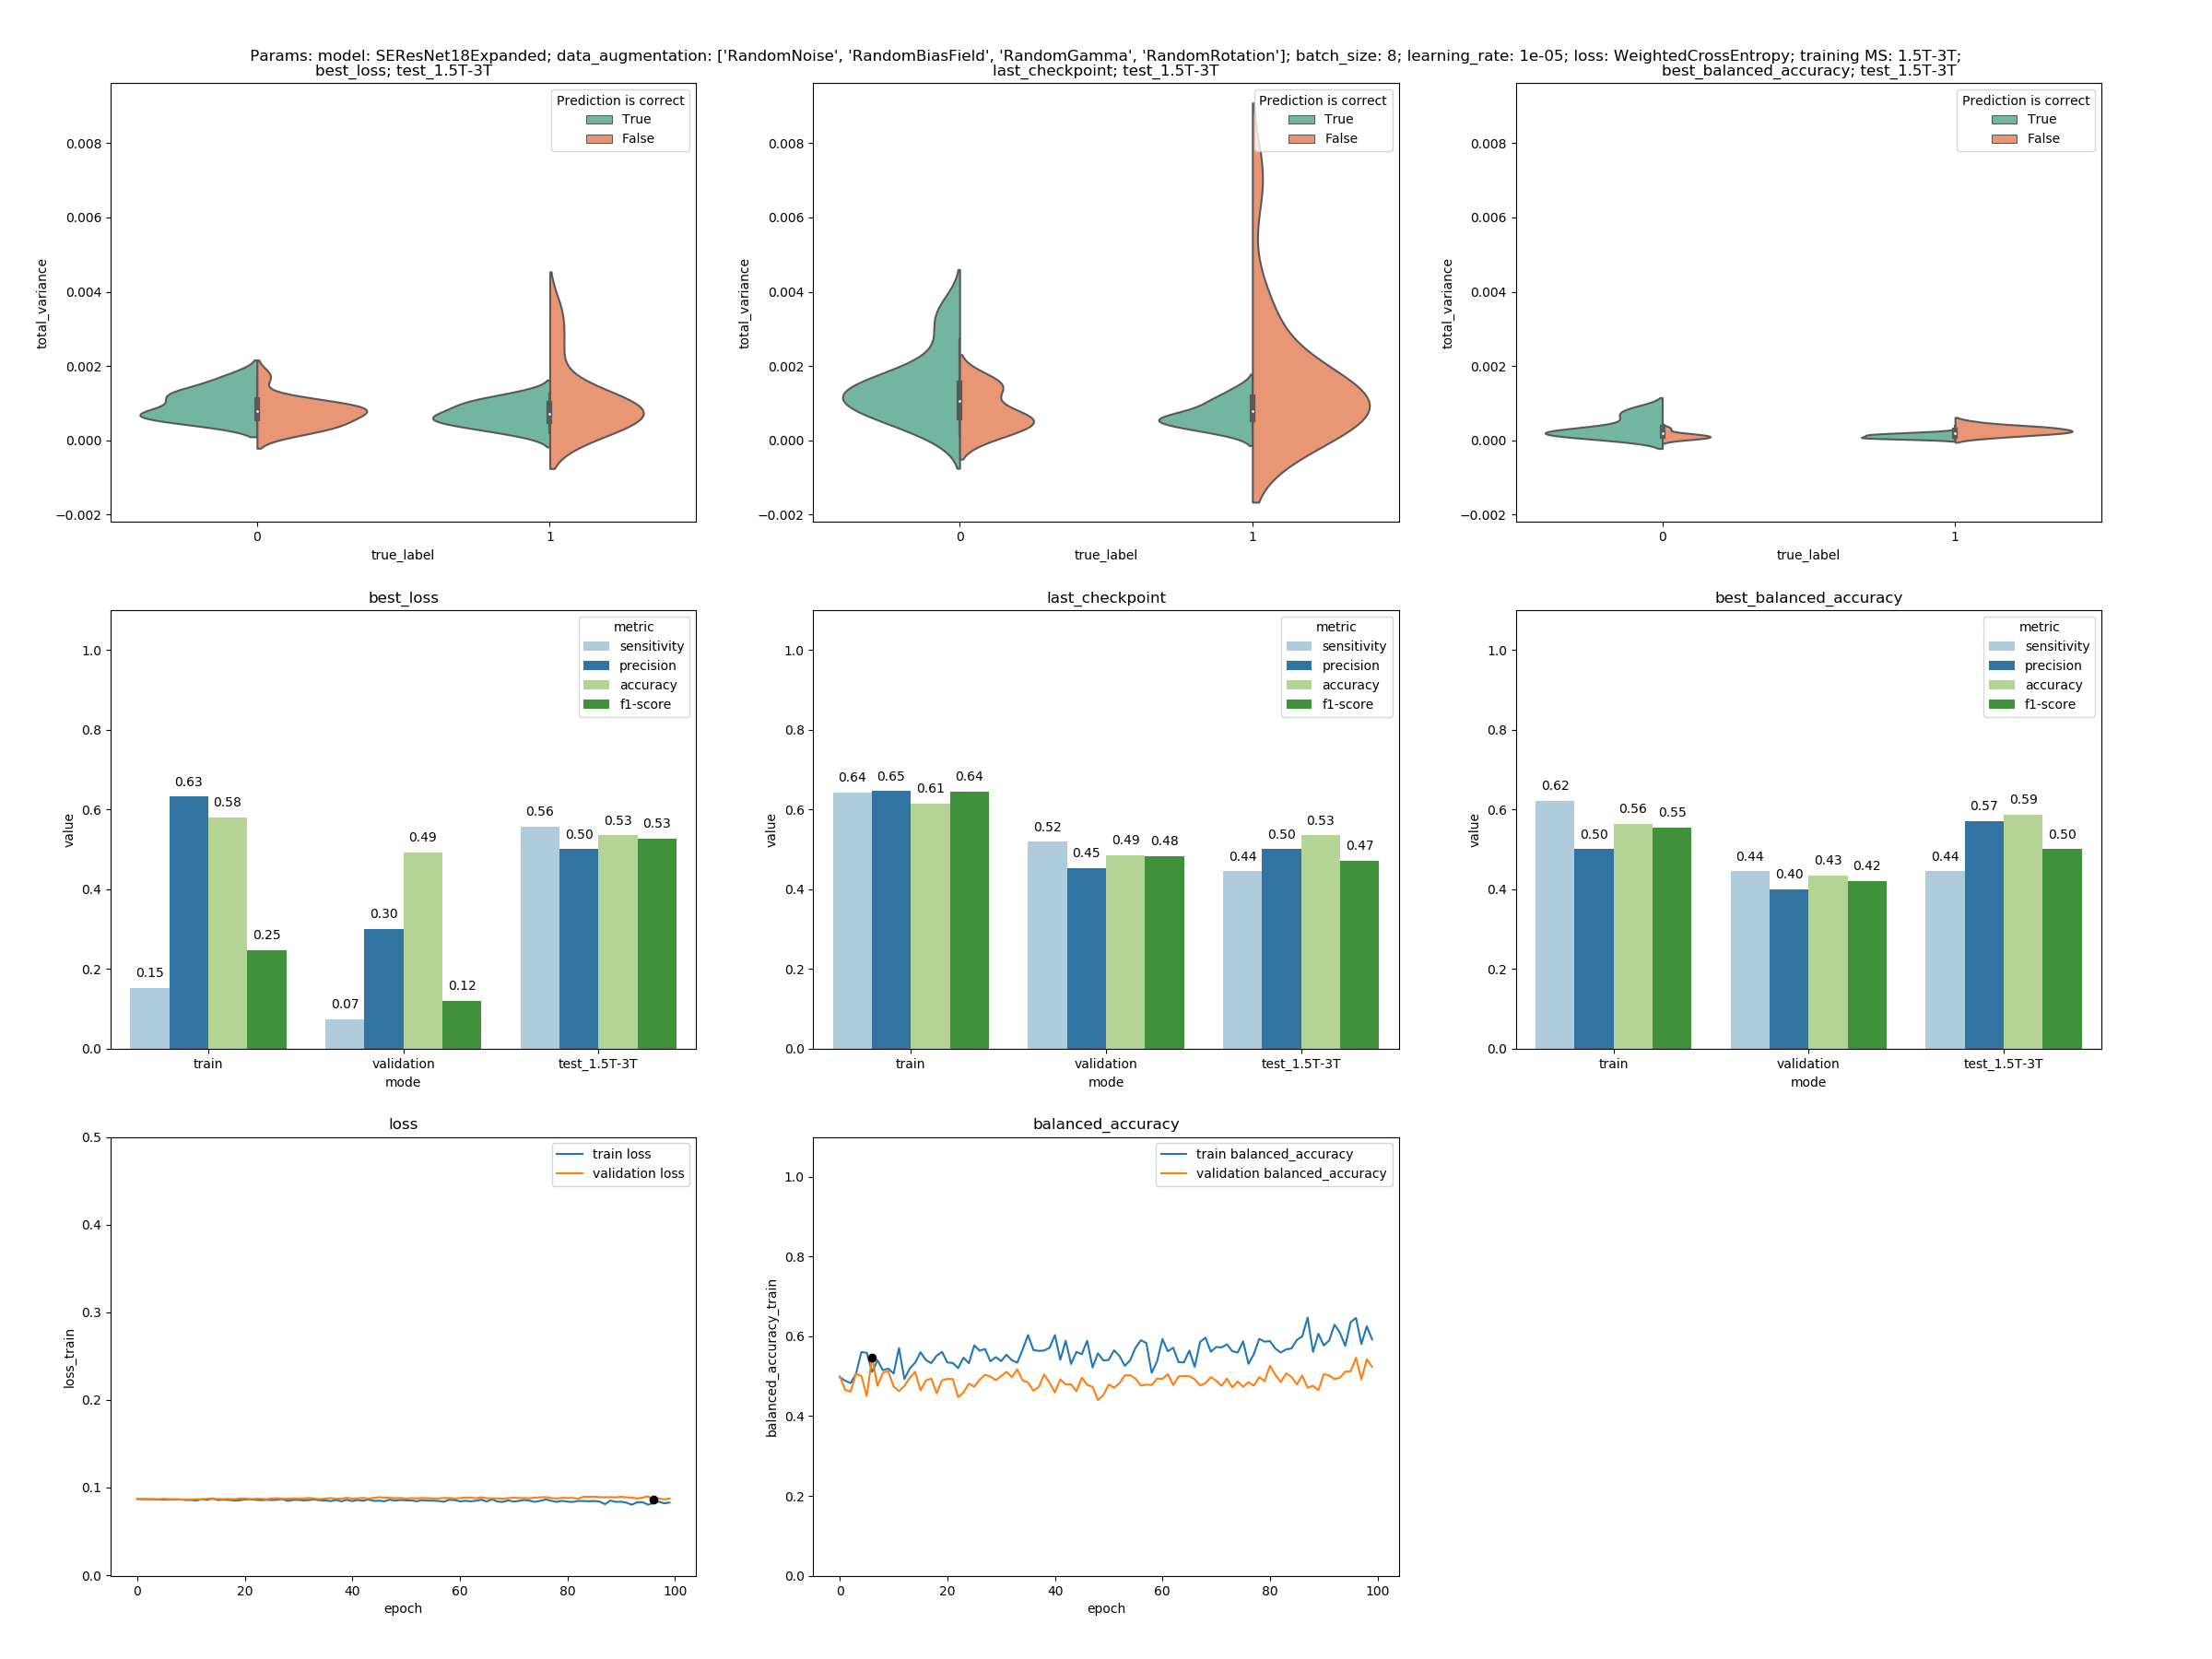 Params: model: SEResNet18Expanded; data_augmentation: ['RandomNoise', 'RandomBiasField', 'RandomGamma', 'RandomRotation']; batch_size: 8; learning_rate: 1e-05; loss: WeightedCrossEntropy; training MS: 1.5T-3T;
best_loss; test_1.5T-3T
Prediction is correct
True
False
0.008
0.006
0.004
0.002
0.000
−0.002
total_variance
0
1
true_label
last_checkpoint; test_1.5T-3T
Prediction is correct
True
False
0.008
0.006
0.004
0.002
0.000
−0.002
total_variance
0
1
true_label
best_balanced_accuracy; test_1.5T-3T
Prediction is correct
True
False
0.008
0.006
0.004
0.002
0.000
−0.002
total_variance
0
1
true_label
best_loss
metric
sensitivity
precision
accuracy
f1-score
1.0
0.8
0.6
0.4
0.2
0.0
value
0.15
0.63
0.58
0.25
0.07
0.30
0.49
0.12
0.56
0.50
0.53
0.53
train
validation
test_1.5T-3T
mode
last_checkpoint
metric
sensitivity
precision
accuracy
f1-score
1.0
0.8
0.6
0.4
0.2
0.0
value
0.64
0.65
0.61
0.64
0.52
0.45
0.49
0.48
0.44
0.50
0.53
0.47
train
validation
test_1.5T-3T
mode
best_balanced_accuracy
metric
sensitivity
precision
accuracy
f1-score
1.0
0.8
0.6
0.4
0.2
0.0
value
0.62
0.50
0.56
0.55
0.44
0.40
0.43
0.42
0.44
0.57
0.59
0.50
train
validation
test_1.5T-3T
mode
loss
train loss
validation loss
0.5
0.4
0.3
0.2
0.1
0.0
loss_train
0
20
40
60
80
100
epoch
balanced_accuracy
train balanced_accuracy
validation balanced_accuracy
1.0
0.8
0.6
0.4
0.2
0.0
balanced_accuracy_train
0
20
40
60
80
100
epoch